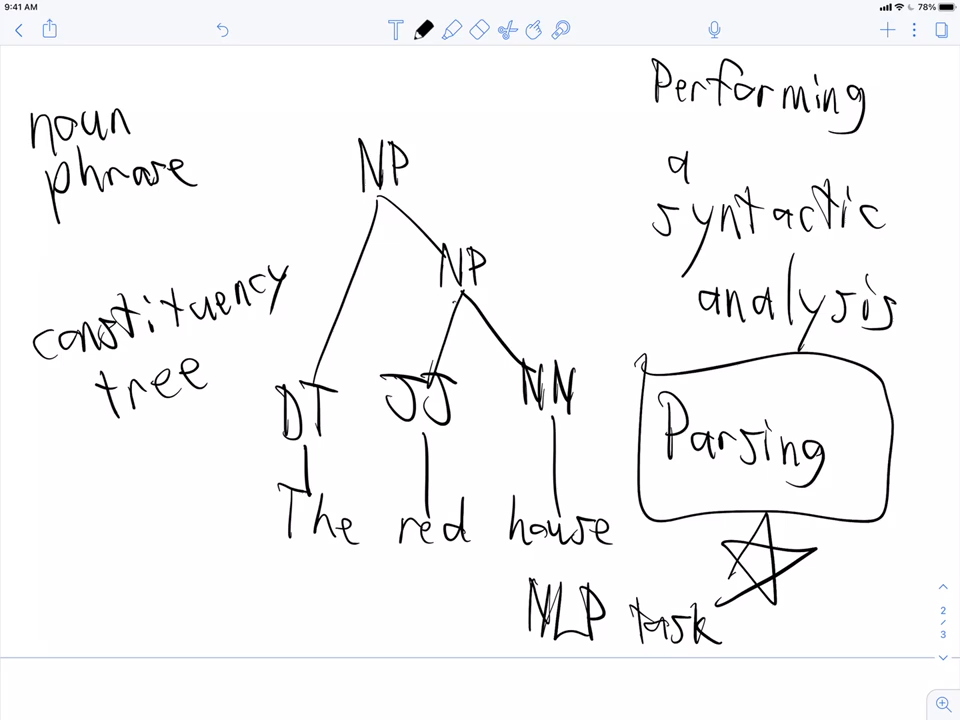 9:41 AM
78%
T
noun
phrase
constituency
tree
NP
NP
DT JJ NN
The red house
Performing
a
syntactic
analysis
Parsing
NLP task
2
/
3